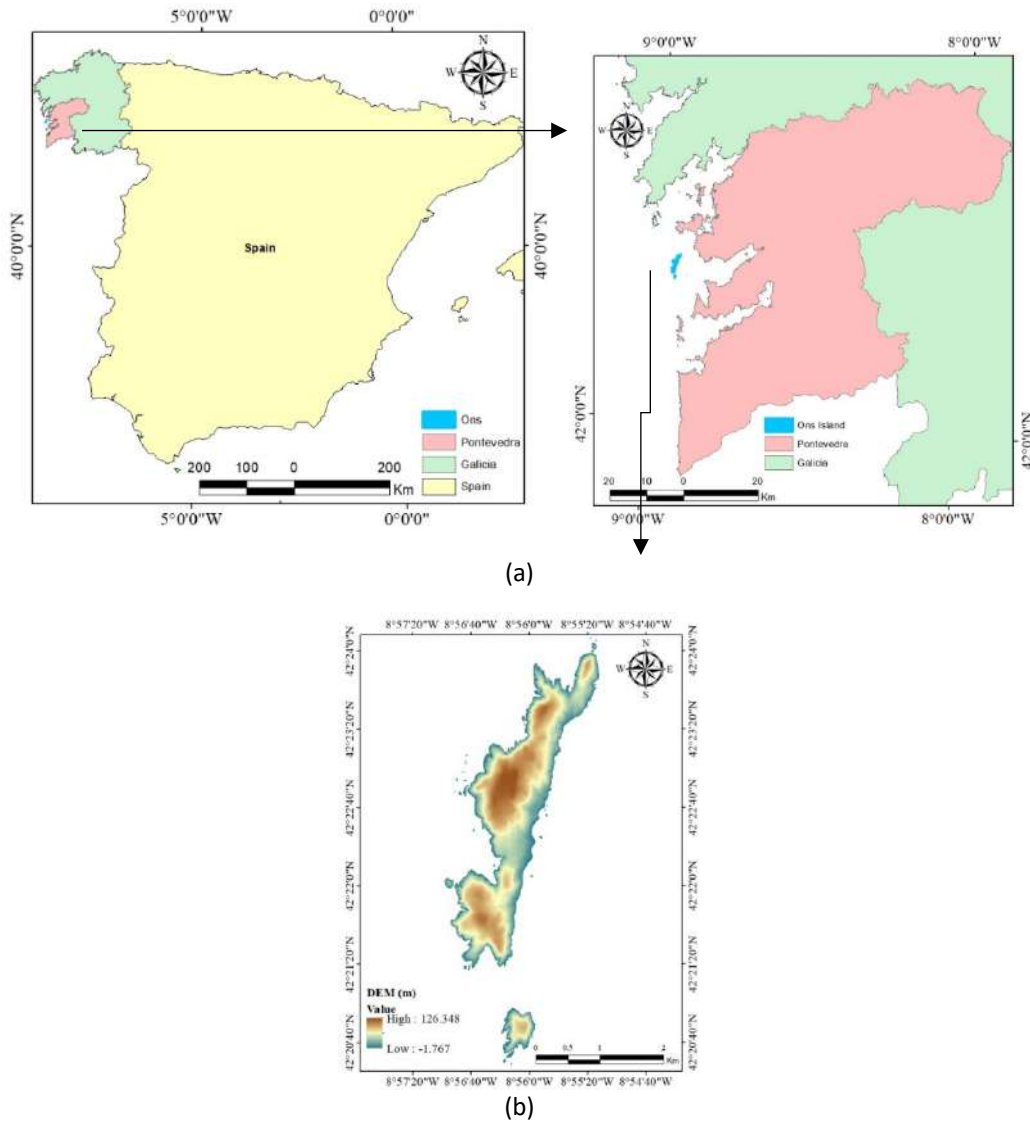 5°0'0"W 0°0'0"
N
W E
S
40°0'0"N
40°0'0"N
Spain
Ons
Pontevedra
Galicia
Spain
200 100 0 200
Km
5°0'0"W 0°0'0"
9°0'0"W 8°0'0"W
N
W E
S
42°0'0"N
42°0'0"N
Ons Island
Pontevedra
Galicia
20 10 0 20
Km
9°0'0"W 8°0'0"W
(a)
8°57'20"W 8°56'40"W 8°56'0"W 8°55'20"W 8°54'40"W
N
W E
S
42°24'0"N
42°23'20"N
42°22'40"N
42°22'0"N
42°21'20"N
42°20'40"N
42°24'0"N
42°23'20"N
42°22'40"N
42°22'0"N
42°21'20"N
42°20'40"N
DEM (m)
Value
High : 126.348
Low : -1.767
0 0.5 1 2
Km
8°57'20"W 8°56'40"W 8°56'0"W 8°55'20"W 8°54'40"W
(b)